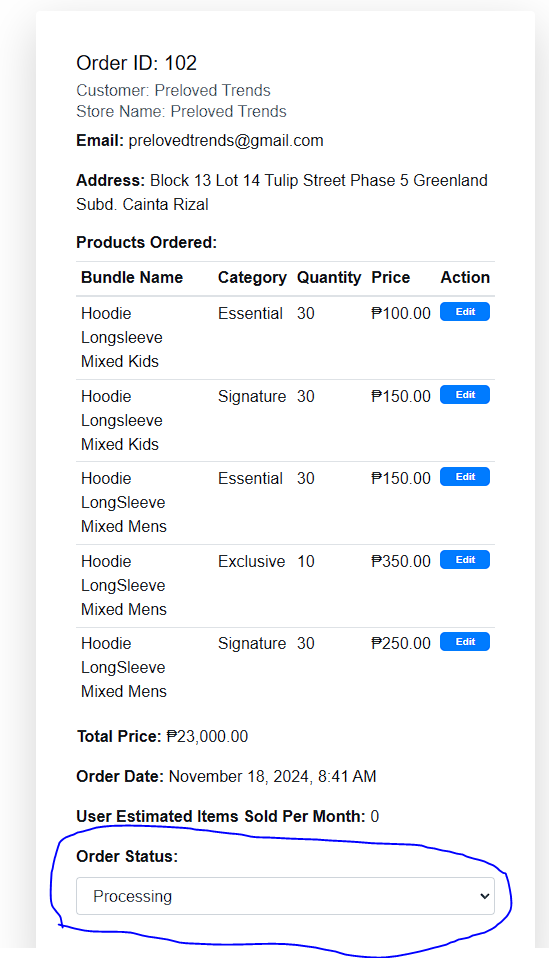 Order ID: 102
Customer: Preloved Trends
Store Name: Preloved Trends
Email: prelovedtrends@gmail.com
Address: Block 13 Lot 14 Tulip Street Phase 5 Greenland
Subd. Cainta Rizal
Products Ordered:
Bundle Name Category Quantity Price Action
Hoodie Essential 30 ₱100.00 Edit
Longsleeve
Mixed Kids
Hoodie Signature 30 ₱150.00 Edit
Longsleeve
Mixed Kids
Hoodie Essential 30 ₱150.00 Edit
LongSleeve
Mixed Mens
Hoodie Exclusive 10 ₱350.00 Edit
LongSleeve
Mixed Mens
Hoodie Signature 30 ₱250.00 Edit
LongSleeve
Mixed Mens
Total Price: ₱23,000.00
Order Date: November 18, 2024, 8:41 AM
User Estimated Items Sold Per Month: 0
Order Status:
Processing